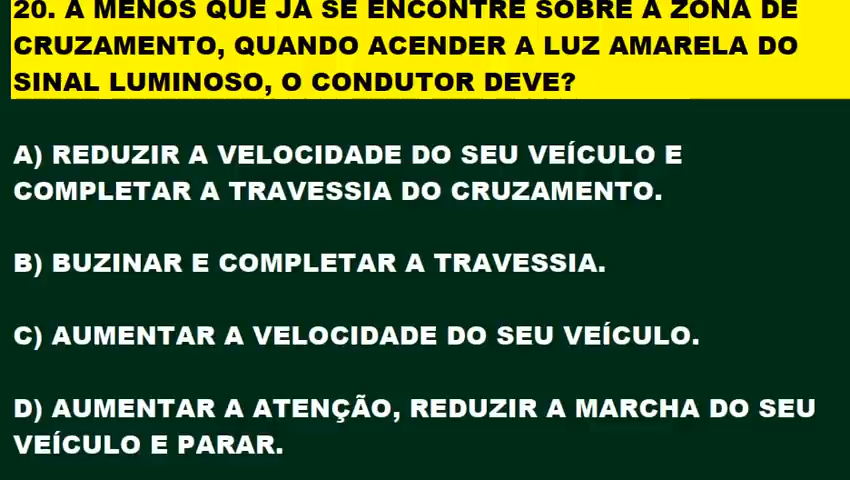 20. A MENOS QUE JÁ SE ENCONTRE SOBRE A ZONA DE
CRUZAMENTO, QUANDO ACENDER A LUZ AMARELA DO
SINAL LUMINOSO, O CONDUTOR DEVE?
A) REDUZIR A VELOCIDADE DO SEU VEÍCULO E
COMPLETAR A TRAVESSIA DO CRUZAMENTO.
B) BUZINAR E COMPLETAR A TRAVESSIA.
C) AUMENTAR A VELOCIDADE DO SEU VEÍCULO.
D) AUMENTAR A ATENÇÃO, REDUZIR A MARCHA DO SEU
VEÍCULO E PARAR.